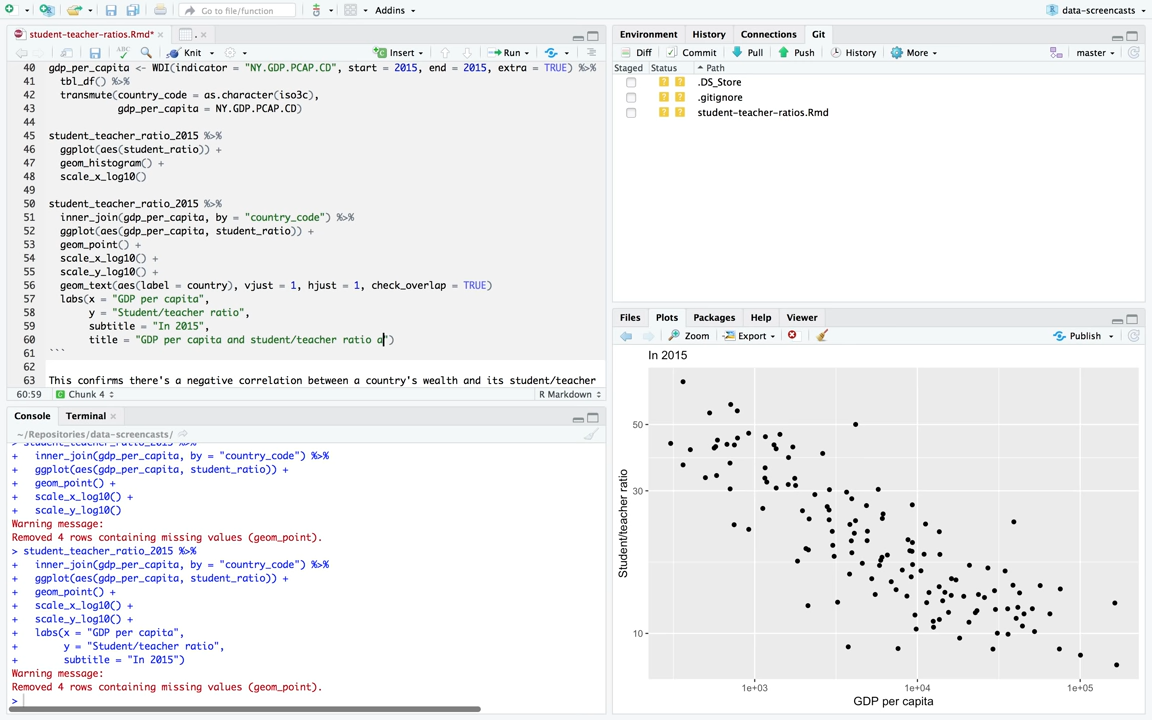 Go to file/function
Addins
data-screencasts
student-teacher-ratios.Rmd*
Knit
Insert
Run
40 gdp_per_capita <- WDI(indicator = "NY.GDP.PCAP.CD", start = 2015, end = 2015, extra = TRUE) %>%
41 tbl_df() %>%
42 transmute(country_code = as.character(iso3c),
43 gdp_per_capita = NY.GDP.PCAP.CD)
44
45 student_teacher_ratio_2015 %>%
46 ggplot(aes(student_ratio)) +
47 geom_histogram() +
48 scale_x_log10()
49
50 student_teacher_ratio_2015 %>%
51 inner_join(gdp_per_capita, by = "country_code") %>%
52 ggplot(aes(gdp_per_capita, student_ratio)) +
53 geom_point() +
54 scale_x_log10() +
55 scale_y_log10() +
56 geom_text(aes(label = country), vjust = 1, hjust = 1, check_overlap = TRUE)
57 labs(x = "GDP per capita",
58 y = "Student/teacher ratio",
59 subtitle = "In 2015",
60 title = "GDP per capita and student/teacher ratio a")
61 ```
62
63 This confirms there's a negative correlation between a country's wealth and its student/teacher
60:59 Chunk 4 R Markdown
Console Terminal
~/Repositories/data-screencasts/
> student_teacher_ratio_2015 %>%
+ inner_join(gdp_per_capita, by = "country_code") %>%
+ ggplot(aes(gdp_per_capita, student_ratio)) +
+ geom_point() +
+ scale_x_log10() +
+ scale_y_log10()
Warning message:
Removed 4 rows containing missing values (geom_point).
> student_teacher_ratio_2015 %>%
+ inner_join(gdp_per_capita, by = "country_code") %>%
+ ggplot(aes(gdp_per_capita, student_ratio)) +
+ geom_point() +
+ scale_x_log10() +
+ scale_y_log10() +
+ labs(x = "GDP per capita",
+ y = "Student/teacher ratio",
+ subtitle = "In 2015")
Warning message:
Removed 4 rows containing missing values (geom_point).
>
Environment History Connections Git
Diff Commit Pull Push History More master
Staged Status Path
.DS_Store
.gitignore
student-teacher-ratios.Rmd
Files Plots Packages Help Viewer
Zoom Export Publish
In 2015
Student/teacher ratio
50
30
10
1e+03 1e+04 1e+05
GDP per capita